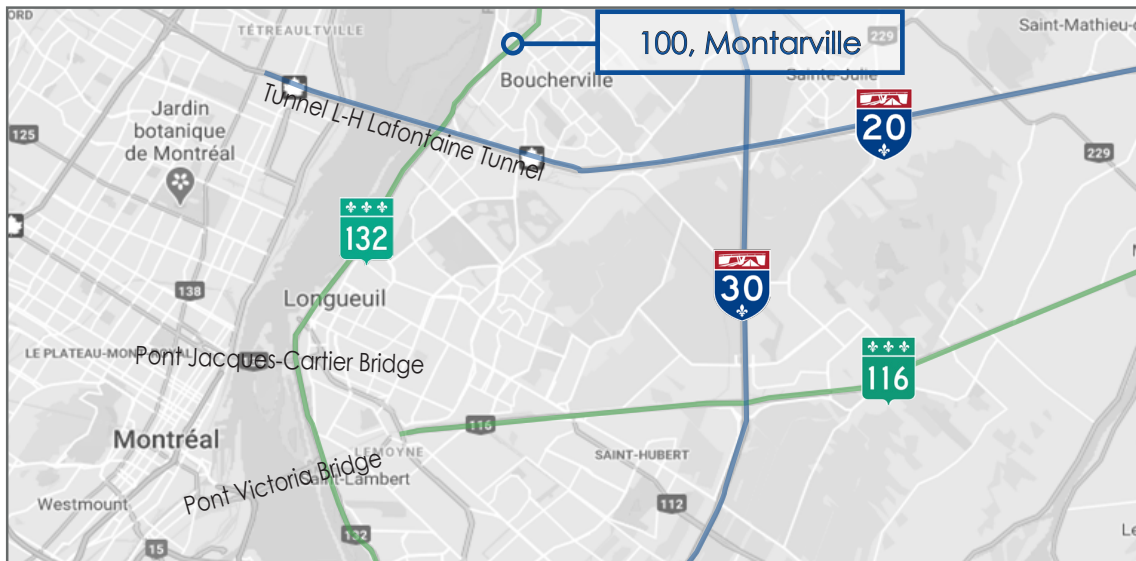 ORD
TÉTREAULTVILLE
100, Montarville
229
Saint-Mathieu-d
Boucherville
Sainte-Julie
Tunnel L-H Lafontaine Tunnel
Jardin
botanique
de Montréal
125
20
229
132
138
30
Longueuil
LE PLATEAU-MONT-ROYAL
Pont Jacques-Cartier Bridge
116
116
Montréal
LEMOYNE
SAINT-HUBERT
Pont Victoria Bridge
Saint-Lambert
Westmount
112
132
15
Le